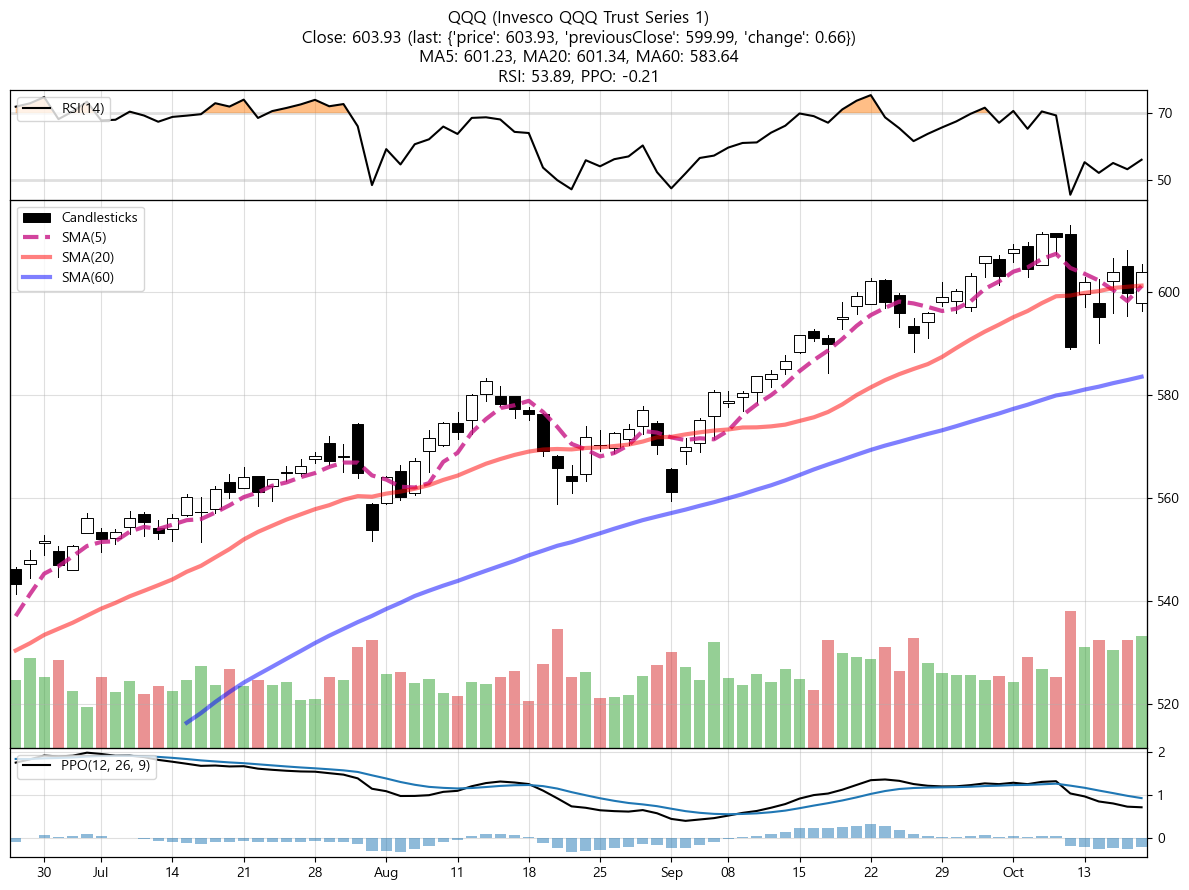 QQQ (Invesco QQQ Trust Series 1)
Close: 603.93 (last: {'price': 603.93, 'previousClose': 599.99, 'change': 0.66})
MA5: 601.23, MA20: 601.34, MA60: 583.64
RSI: 53.89, PPO: -0.21
RSI(14)
70
50
Candlesticks
SMA(5)
SMA(20)
SMA(60)
600
580
560
540
520
PPO(12, 26, 9)
2
1
0
30 Jul 14 21 28 Aug 11 18 25 Sep 08 15 22 29 Oct 13